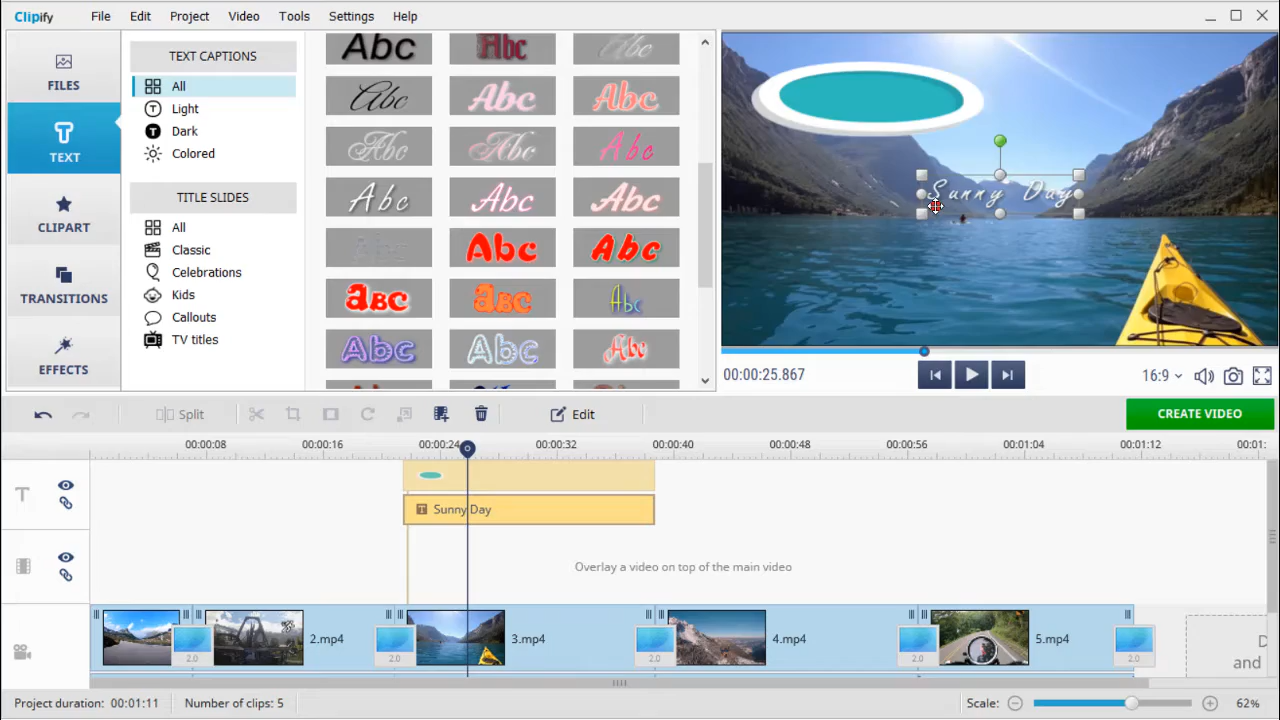 Clipify File Edit Project Video Tools Settings Help
FILES
TEXT
CLIPART
TRANSITIONS
EFFECTS
TEXT CAPTIONS
All
Light
Dark
Colored
TITLE SLIDES
All
Classic
Celebrations
Kids
Callouts
TV titles
Abc Abc Abc
Abc Abc Abc
Abc Abc Abc
Abc Abc Abc
Abc Abc Abc
ABC ABC Abc
Abc Abc Abc
Sunny Day
00:00:25.867
16:9
Split
Edit
CREATE VIDEO
00:00:08 00:00:16 00:00:24 00:00:32 00:00:40 00:00:48 00:00:56 00:01:04 00:01:12 00:01:
T
T Sunny Day
Overlay a video on top of the main video
2.mp4 3.mp4 4.mp4 5.mp4
2.0 2.0 2.0 2.0 2.0
D
and
Project duration: 00:01:11 Number of clips: 5 Scale: 62%